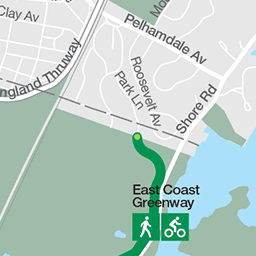 Clay Av
Pelhamdale Av
ngland Thruway
Roosevelt Av
Park Ln
Shore Rd
East Coast
Greenway